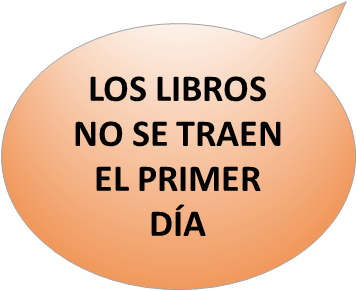 LOS LIBROS
NO SE TRAEN
EL PRIMER
DÍA